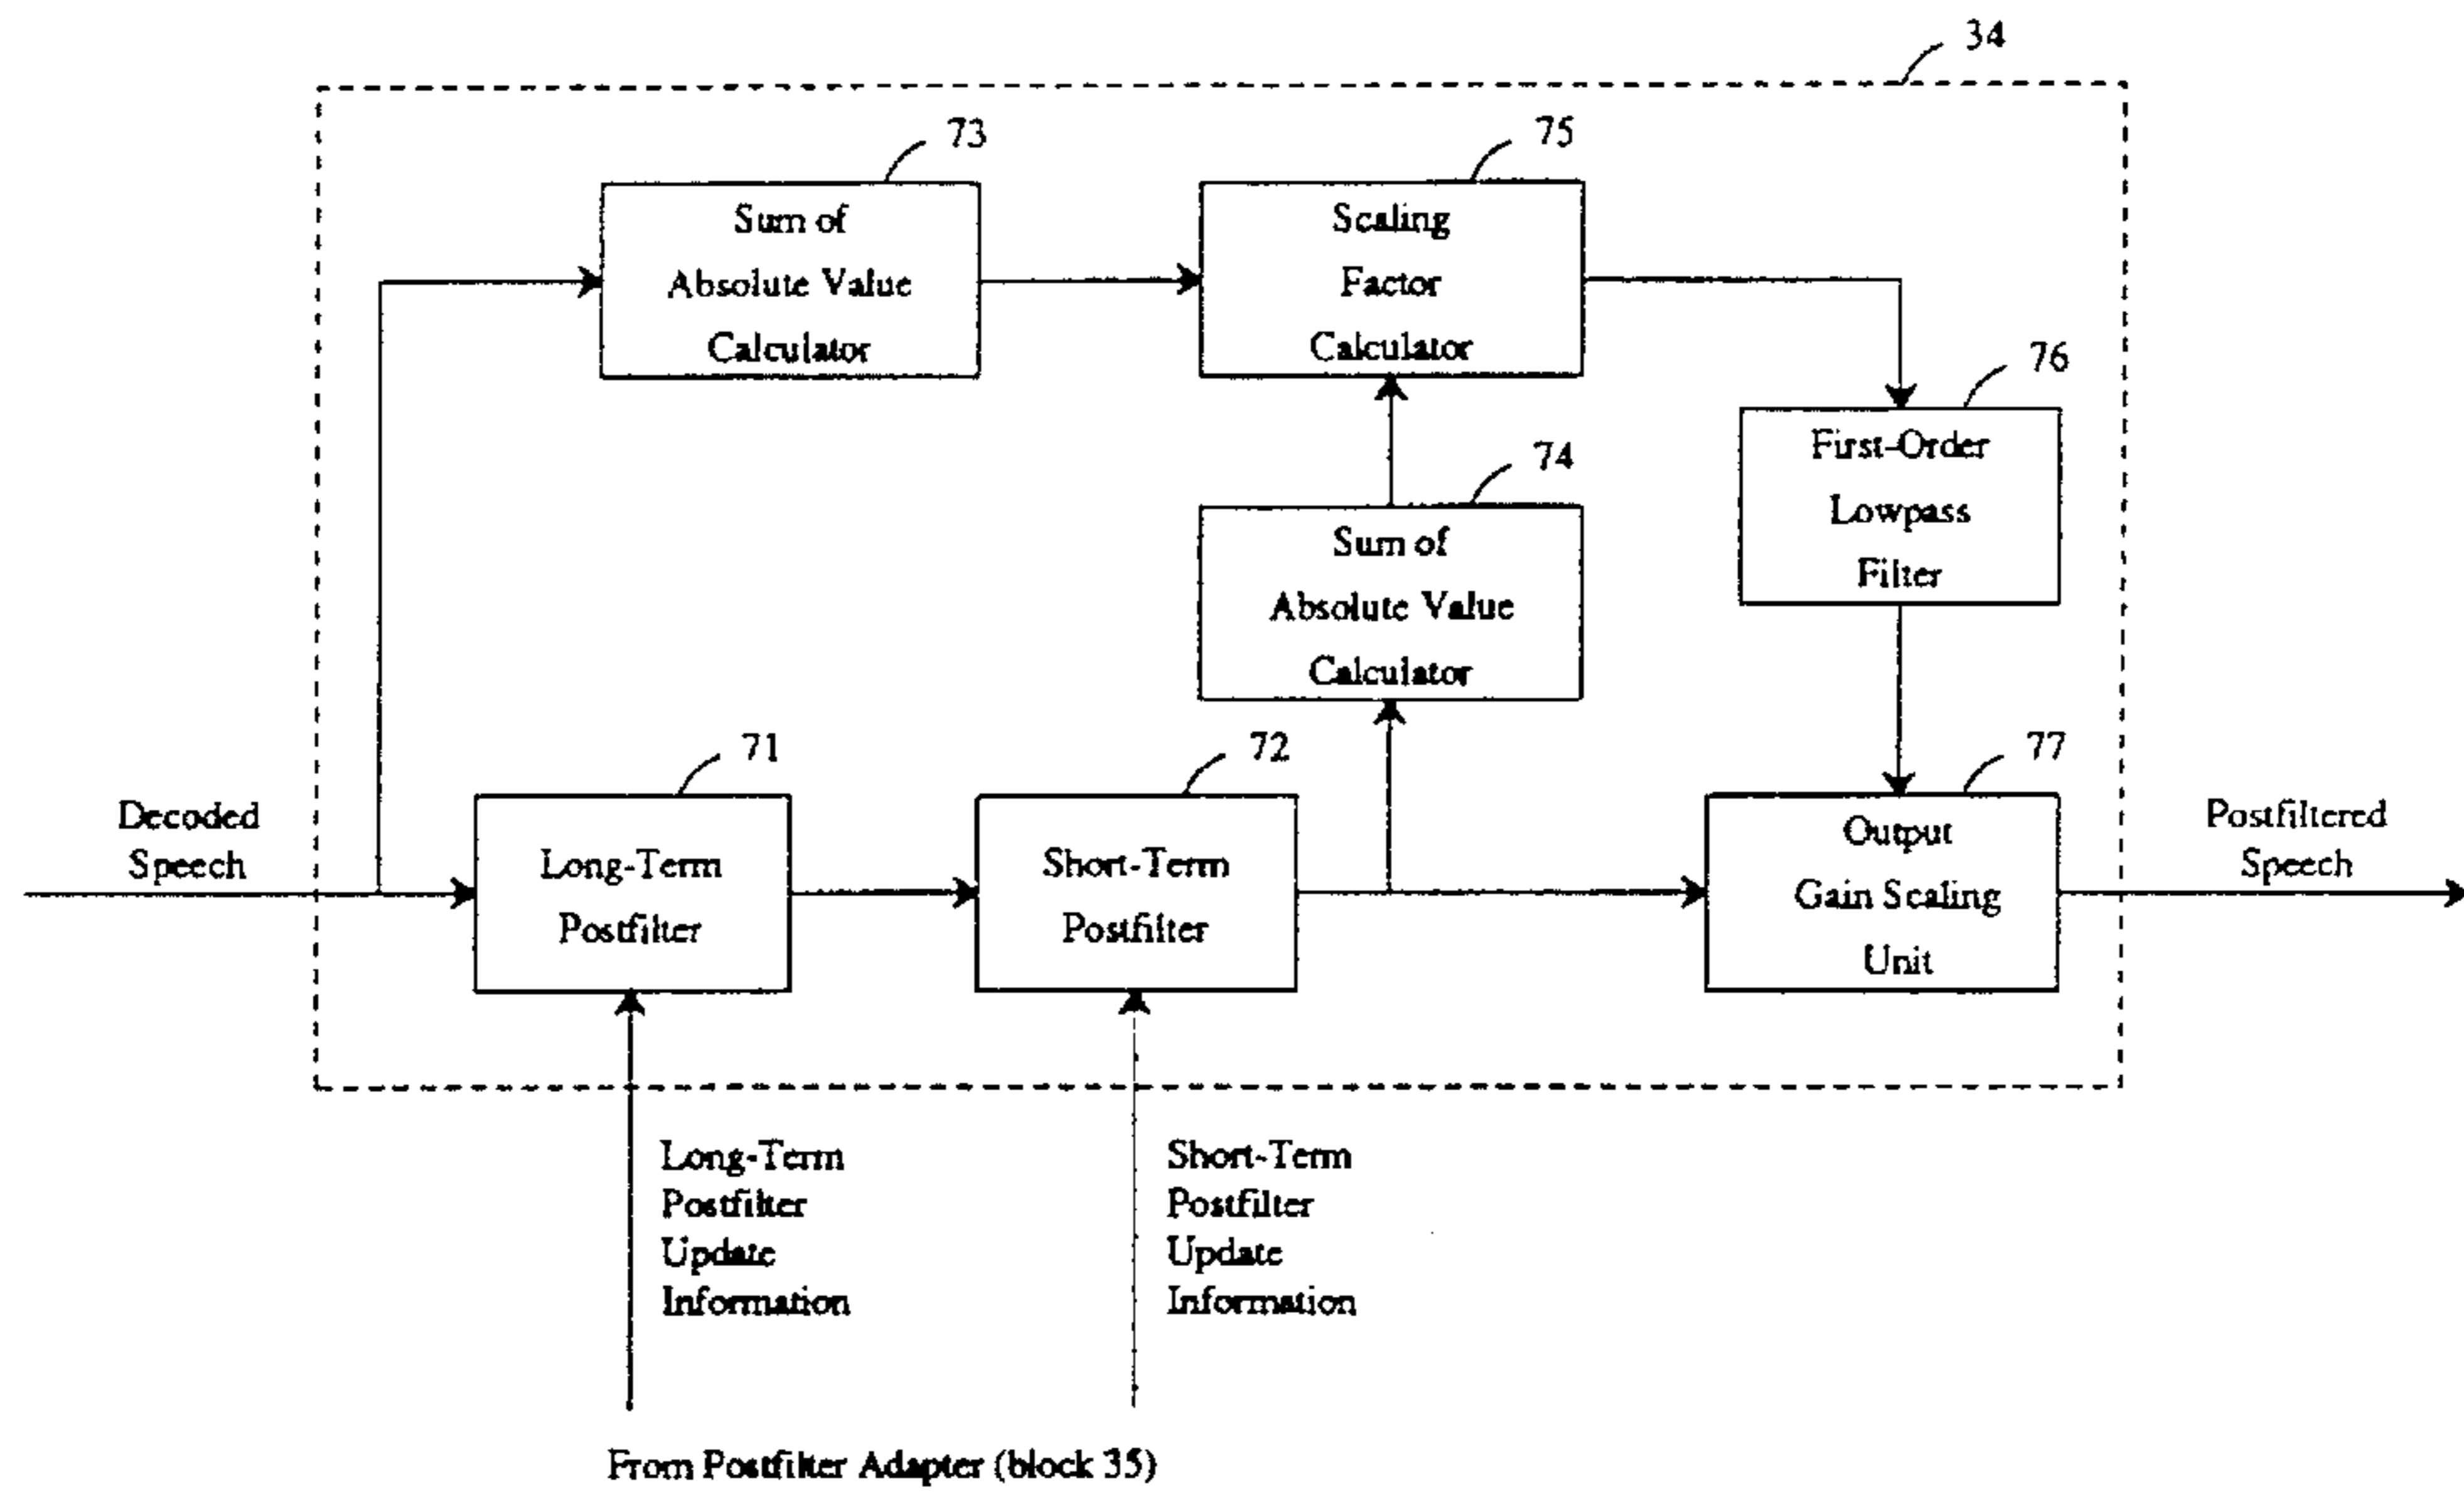 34
73
Sum of
Absolute Value
Calculator
75
Scaling
Factor
Calculator
76
First-Order
Lowpass
Filter
74
Sum of
Absolute Value
Calculator
Decoded
Speech
71
Long-Term
Postfilter
72
Short-Term
Postfilter
77
Output
Gain Scaling
Unit
Postfiltered
Speech
Long-Term
Postfilter
Update
Information
Short-Term
Postfilter
Update
Information
From Postfilter Adapter (block 35)